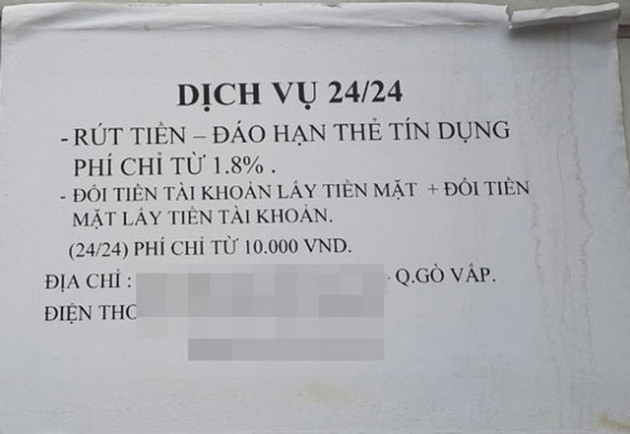 DỊCH VỤ 24/24
- RÚT TIỀN – ĐÁO HẠN THẺ TÍN DỤNG
PHÍ CHỈ TỪ 1.8% .
- ĐỔI TIỀN TÀI KHOẢN LẤY TIỀN MẶT + ĐỔI TIỀN
MẶT LẤY TIỀN TÀI KHOẢN.
(24/24) PHÍ CHỈ TỪ 10.000 VND.
ĐỊA CHỈ : Q.GÒ VẤP.
ĐIỆN